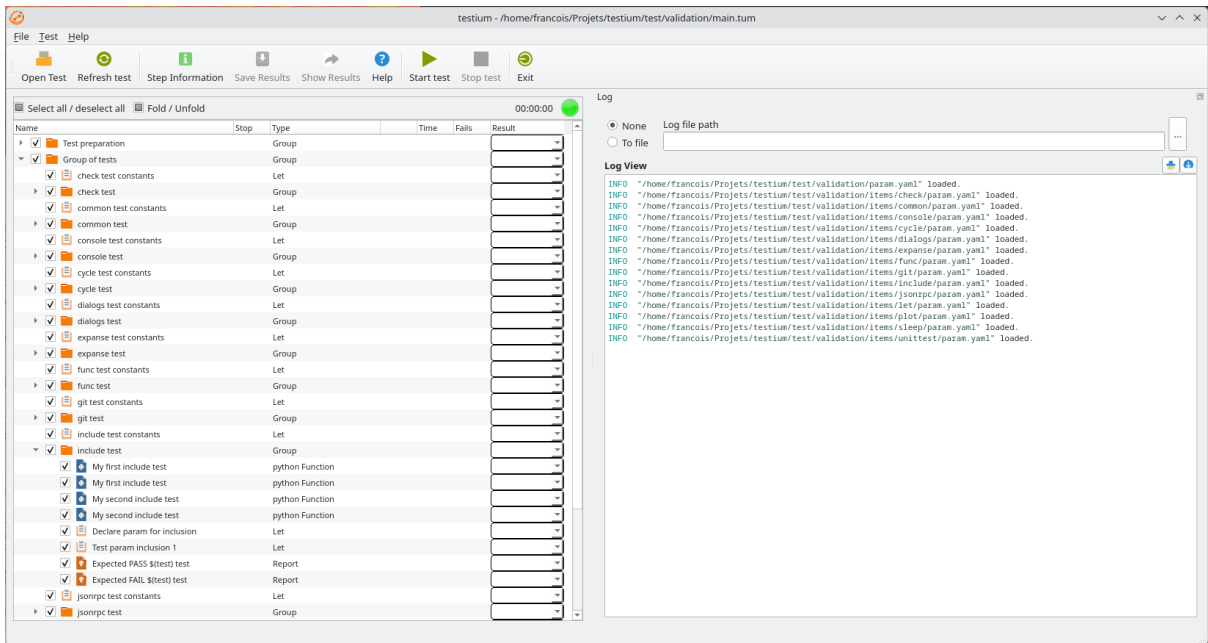 testium - /home/francois/Projets/testium/test/validation/main.tum
File Test Help
Open Test Refresh test Step Information Save Results Show Results Help Start test Stop test Exit
Select all / deselect all Fold / Unfold 00:00:00
Name Stop Type Time Fails Result
Test preparation Group
Group of tests Group
check test constants Let
check test Group
common test constants Let
common test Group
console test constants Let
console test Group
cycle test constants Let
cycle test Group
dialogs test constants Let
dialogs test Group
expanse test constants Let
expanse test Group
func test constants Let
func test Group
git test constants Let
git test Group
include test constants Let
include test Group
My first include test python Function
My first include test python Function
My second include test python Function
My second include test python Function
Declare param for inclusion Let
Test param inclusion 1 Let
Expected PASS $(test) test Report
Expected FAIL $(test) test Report
jsonrpc test constants Let
jsonrpc test Group
Log
None Log file path
To file ...
Log View
INFO "/home/francois/Projets/testium/test/validation/param.yaml" loaded.
INFO "/home/francois/Projets/testium/test/validation/items/check/param.yaml" loaded.
INFO "/home/francois/Projets/testium/test/validation/items/common/param.yaml" loaded.
INFO "/home/francois/Projets/testium/test/validation/items/console/param.yaml" loaded.
INFO "/home/francois/Projets/testium/test/validation/items/cycle/param.yaml" loaded.
INFO "/home/francois/Projets/testium/test/validation/items/dialogs/param.yaml" loaded.
INFO "/home/francois/Projets/testium/test/validation/items/expanse/param.yaml" loaded.
INFO "/home/francois/Projets/testium/test/validation/items/func/param.yaml" loaded.
INFO "/home/francois/Projets/testium/test/validation/items/git/param.yaml" loaded.
INFO "/home/francois/Projets/testium/test/validation/items/include/param.yaml" loaded.
INFO "/home/francois/Projets/testium/test/validation/items/jsonrpc/param.yaml" loaded.
INFO "/home/francois/Projets/testium/test/validation/items/let/param.yaml" loaded.
INFO "/home/francois/Projets/testium/test/validation/items/plot/param.yaml" loaded.
INFO "/home/francois/Projets/testium/test/validation/items/sleep/param.yaml" loaded.
INFO "/home/francois/Projets/testium/test/validation/items/unittest/param.yaml" loaded.